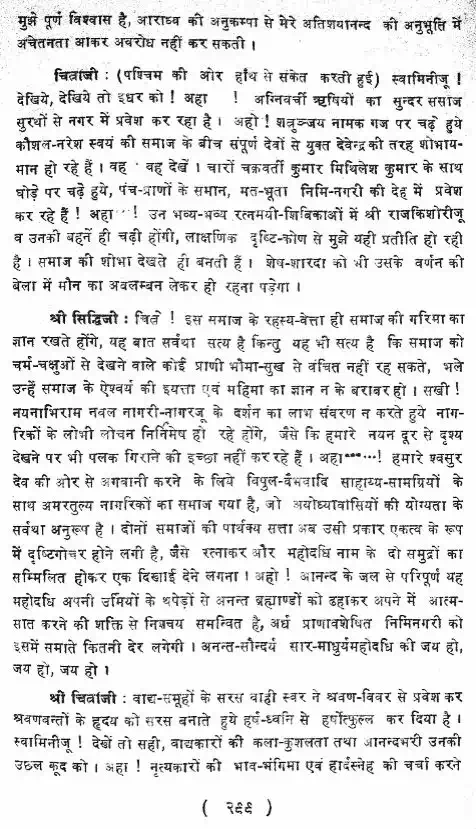 मुझे पूर्ण विश्वास है, आराध्य की अनुकम्पा से मेरे अतिशयानन्द की अनुभूति में
अचेतनता आकर अवरोध नहीं कर सकती ।
चित्राजी : (पश्चिम की ओर हाँथ से संकेत करती हुई) स्वामिनीजू !
देखिये, देखिये तो इधर को ! अहा ! अग्निवर्ची ऋषियों का सुन्दर समाज
सुरथों से नगर में प्रवेश कर रहा है । अहो ! शत्रुञ्जय नामक गज पर चढ़े हुये
कौशल-नरेश स्वयं की समाज के बीच संपूर्ण देवों से युक्त देवेन्द्र की तरह शोभाय-
मान हो रहे हैं । वह वह देखें । चारों चक्रवर्ती कुमार मिथिलेश कुमार के साथ
घोड़े पर चढ़े हुये, पंच-प्राणों के समान, मत-भूता निमि-नगरी की देह में प्रवेश
कर रहे हैं ! अहा...! उन भव्य-भव्य रत्नमयी-शिविकाओं में श्री राजकिशोरीजू
व उनकी बहनें ही चढ़ी होंगी, लाक्षणिक दृष्टि-कोण से मुझे यही प्रतीति हो रही
है । समाज की शोभा देखते ही बनती हैं । शेष-शारदा को भी उसके वर्णन की
बेला में मौन का अवलम्बन लेकर हो रहना पड़ेगा ।
श्री सिद्धिजी : चित्रे ! इस समाज के रहस्य-वेत्ता ही समाज की गरिमा का
ज्ञान रखते होंगे, यह बात सर्वथा सत्य है किन्तु यह भी सत्य है कि समाज को
चर्म-चक्षुओं से देखने वाले कोई प्राणी भौमा-सुख से वंचित नहीं रह सकते, भले
उन्हें समाज के ऐश्वर्य की इयत्ता एवं महिमा का ज्ञान न के बराबर हो । सखी !
नयनाभिराम नवल नागरी-नागरजू के दर्शन का लाभ संवरण न करते हुये नाग-
रिकों के लोभी लोचन निर्निमेष हो रहे होंगे, जैसे कि हमारे नयन दूर से दृश्य
देखने पर भी पलक गिराने की इच्छा नहीं कर रहे हैं । अहा.....! हमारे श्वसुर
देव की ओर से अगवानी करने के लिये विपुल-वैभवादि साहाय्य-सामग्रियों के
साथ अमरतुल्य नागरिकों का समाज गया है, जो अयोध्यावासियों की योग्यता के
सर्वथा अनुरूप है । दोनों समाजों की पार्थक्य सत्ता अब उसी प्रकार एकत्व के रूप
में दृष्टिगोचर होने लगी है, जैसे रत्नाकर और महोदधि नाम के दो समुद्रों का
सम्मिलित होकर एक दिखाई देने लगना । अहो ! आनन्द के जल से परिपूर्ण यह
महोदधि अपनी उर्मियों के थपेड़ों से अनन्त ब्रह्माण्डों को ढहाकर अपने में आत्म-
सात करने की शक्ति से निश्चय समन्वित है, अर्ध प्राणावशेषित निमिनगरी को
इसमें समाते कितनी देर लगेगी । अनन्त-सौन्दर्य सार-माधुर्यमहोदधि की जय हो,
जय हो, जय हो ।
श्री चित्राजी : वाद्य-समूहों के सरस वाही स्वर ने श्रवण-विवर से प्रवेश कर
श्रवणवन्तों के हृदय को सरस बनाते हुये हर्ष-ध्वनि से हर्षोत्फुल्ल कर दिया है ।
स्वामिनीजू ! देखें तो सही, वाद्यकारों की कला-कुशलता तथा आनन्दभरी उनकी
उछल कूद को । अहा ! नृत्यकारों की भाव-भंगिमा एवं हार्दस्नेह की चर्चा करने
( २९९ )